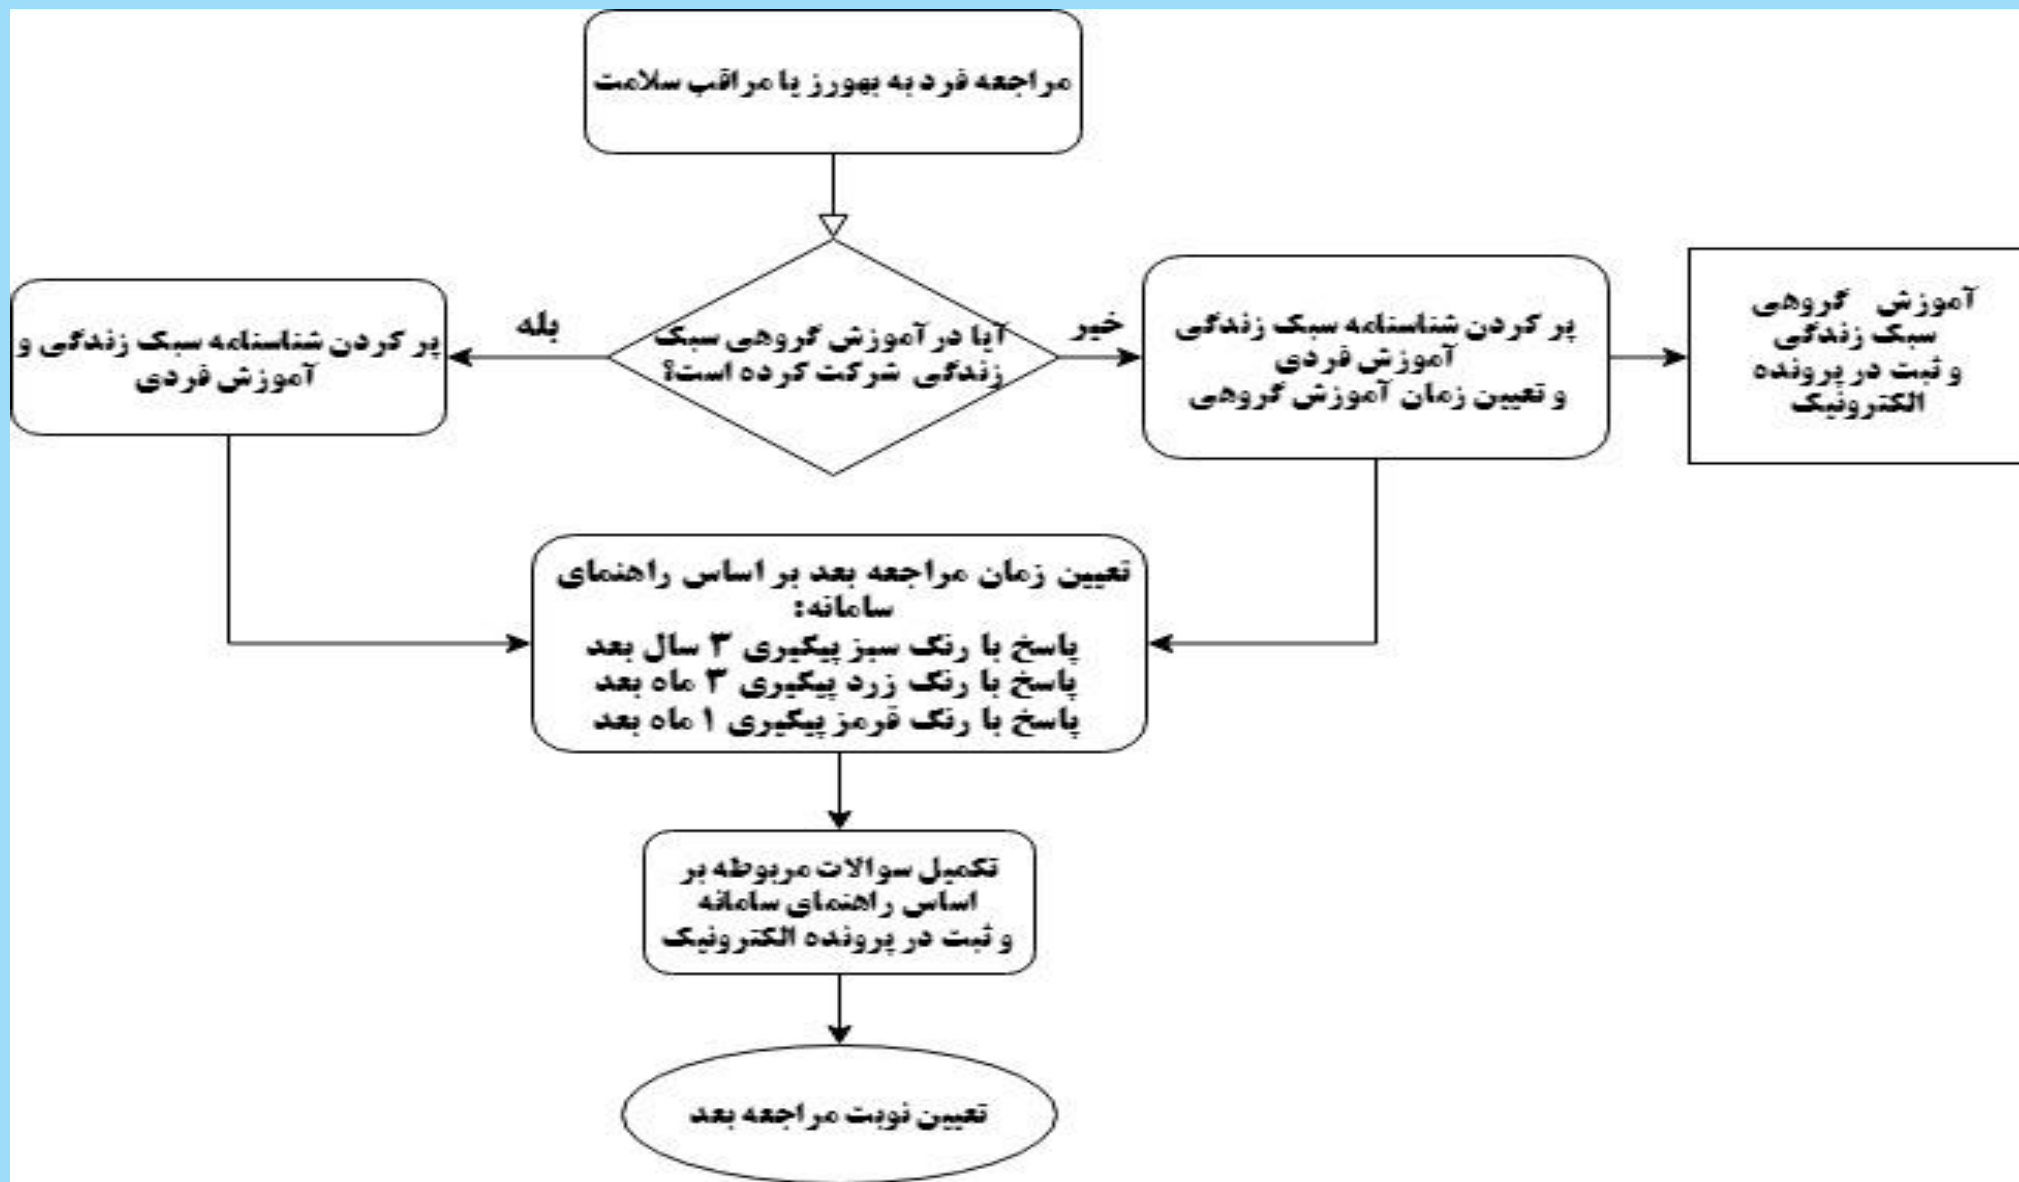 مراجعه فرد به بهورز یا مراقب سلامت
آیا در آموزش گروهی سبک
زندگی شرکت کرده است؟
خیر
پر کردن شناسنامه سبک زندگی
آموزش فردی
و تعیین زمان آموزش گروهی
آموزش گروهی
سبک زندگی
و ثبت در پرونده
الکترونیک
بله
پر کردن شناسنامه سبک زندگی و
آموزش فردی
تعیین زمان مراجعه بعد بر اساس راهنمای
سامانه:
پاسخ با رنگ سبز پیگیری ۳ سال بعد
پاسخ با رنگ زرد پیگیری ۳ ماه بعد
پاسخ با رنگ قرمز پیگیری ۱ ماه بعد
تکمیل سوالات مربوطه بر
اساس راهنمای سامانه
و ثبت در پرونده الکترونیک
تعیین نوبت مراجعه بعد